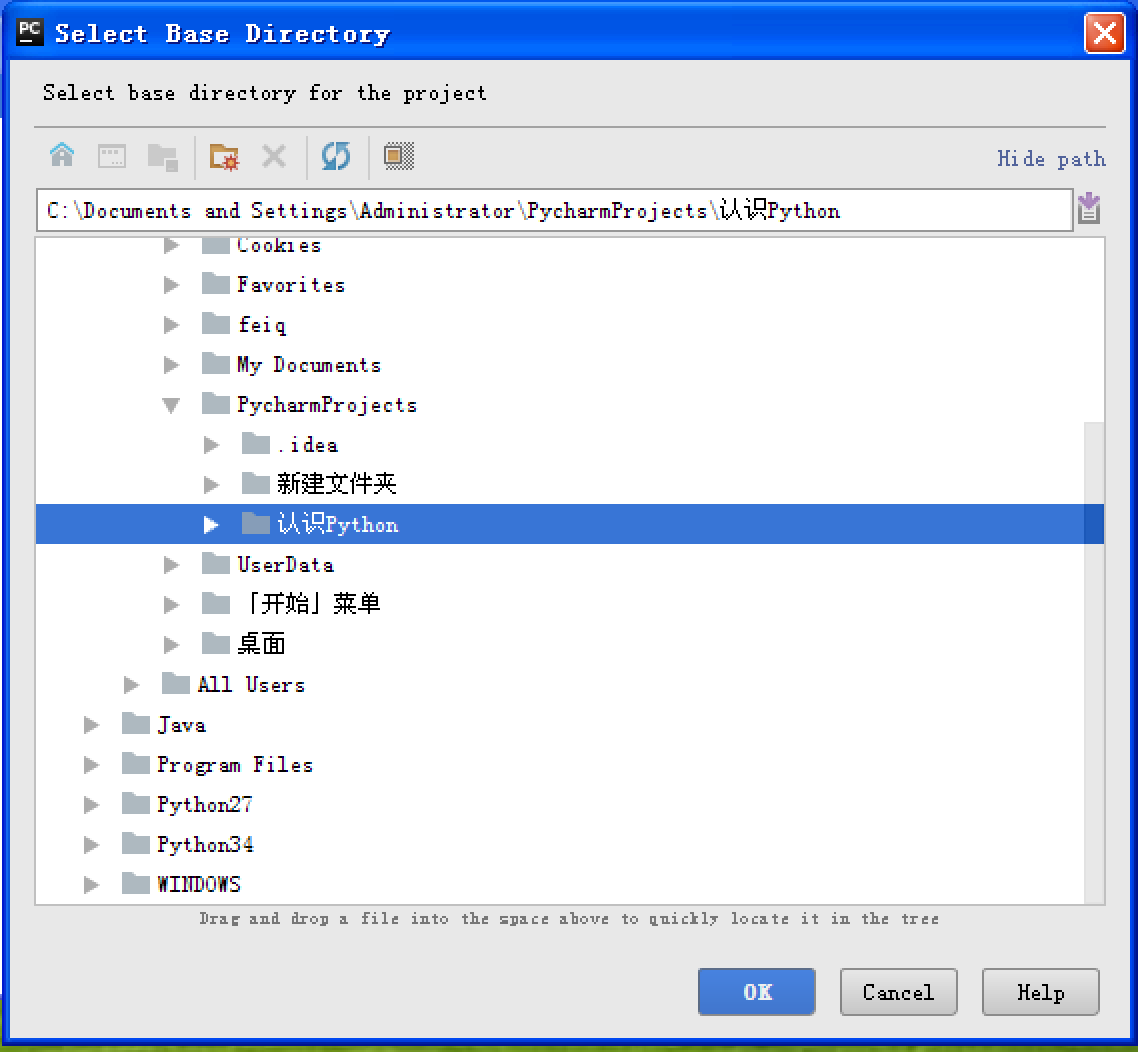 PC
Select Base Directory
Select base directory for the project
Hide path
C:\Documents and Settings\Administrator\PycharmProjects\认识Python
Cookies
Favorites
feiq
My Documents
PycharmProjects
.idea
新建文件夹
认识Python
UserData
「开始」菜单
桌面
All Users
Java
Program Files
Python27
Python34
WINDOWS
Drag and drop a file into the space above to quickly locate it in the tree
OK
Cancel
Help